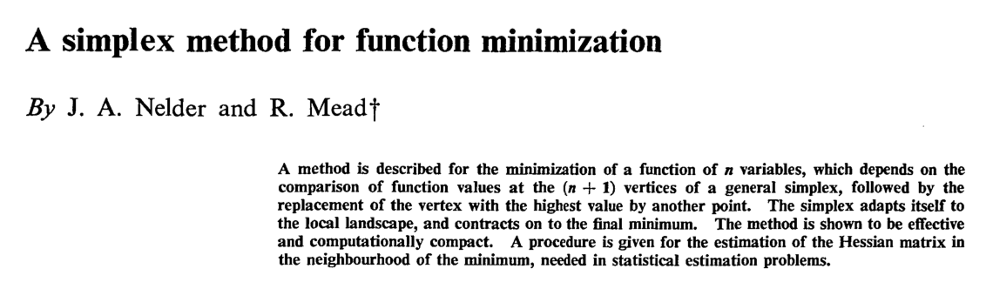 A simplex method for function minimization
By J. A. Nelder and R. Mead†
A method is described for the minimization of a function of n variables, which depends on the
comparison of function values at the (n + 1) vertices of a general simplex, followed by the
replacement of the vertex with the highest value by another point. The simplex adapts itself to
the local landscape, and contracts on to the final minimum. The method is shown to be effective
and computationally compact. A procedure is given for the estimation of the Hessian matrix in
the neighbourhood of the minimum, needed in statistical estimation problems.